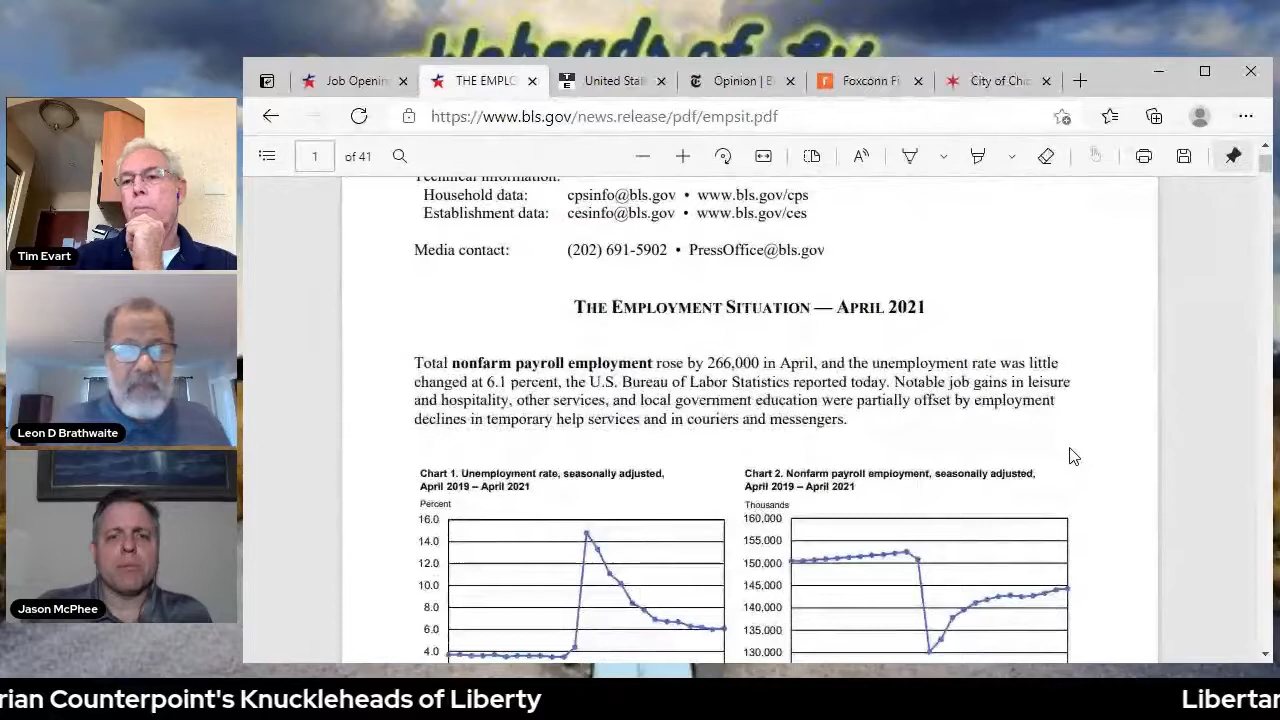 Job Openin
THE EMPLO
United Stat
Opinion | B
Foxconn Fi
City of Chic
https://www.bls.gov/news.release/pdf/empsit.pdf
1 of 41
Technical information:
Household data: cpsinfo@bls.gov • www.bls.gov/cps
Establishment data: cesinfo@bls.gov • www.bls.gov/ces
Media contact: (202) 691-5902 • PressOffice@bls.gov
THE EMPLOYMENT SITUATION — APRIL 2021
Total nonfarm payroll employment rose by 266,000 in April, and the unemployment rate was little
changed at 6.1 percent, the U.S. Bureau of Labor Statistics reported today. Notable job gains in leisure
and hospitality, other services, and local government education were partially offset by employment
declines in temporary help services and in couriers and messengers.
Chart 1. Unemployment rate, seasonally adjusted,
April 2019 – April 2021
Percent
16.0
14.0
12.0
10.0
8.0
6.0
4.0
Chart 2. Nonfarm payroll employment, seasonally adjusted,
April 2019 – April 2021
Thousands
160,000
155,000
150,000
145,000
140,000
135,000
130,000
Tim Evart
Leon D Brathwaite
Jason McPhee
rian Counterpoint's Knuckleheads of Liberty
Libertar